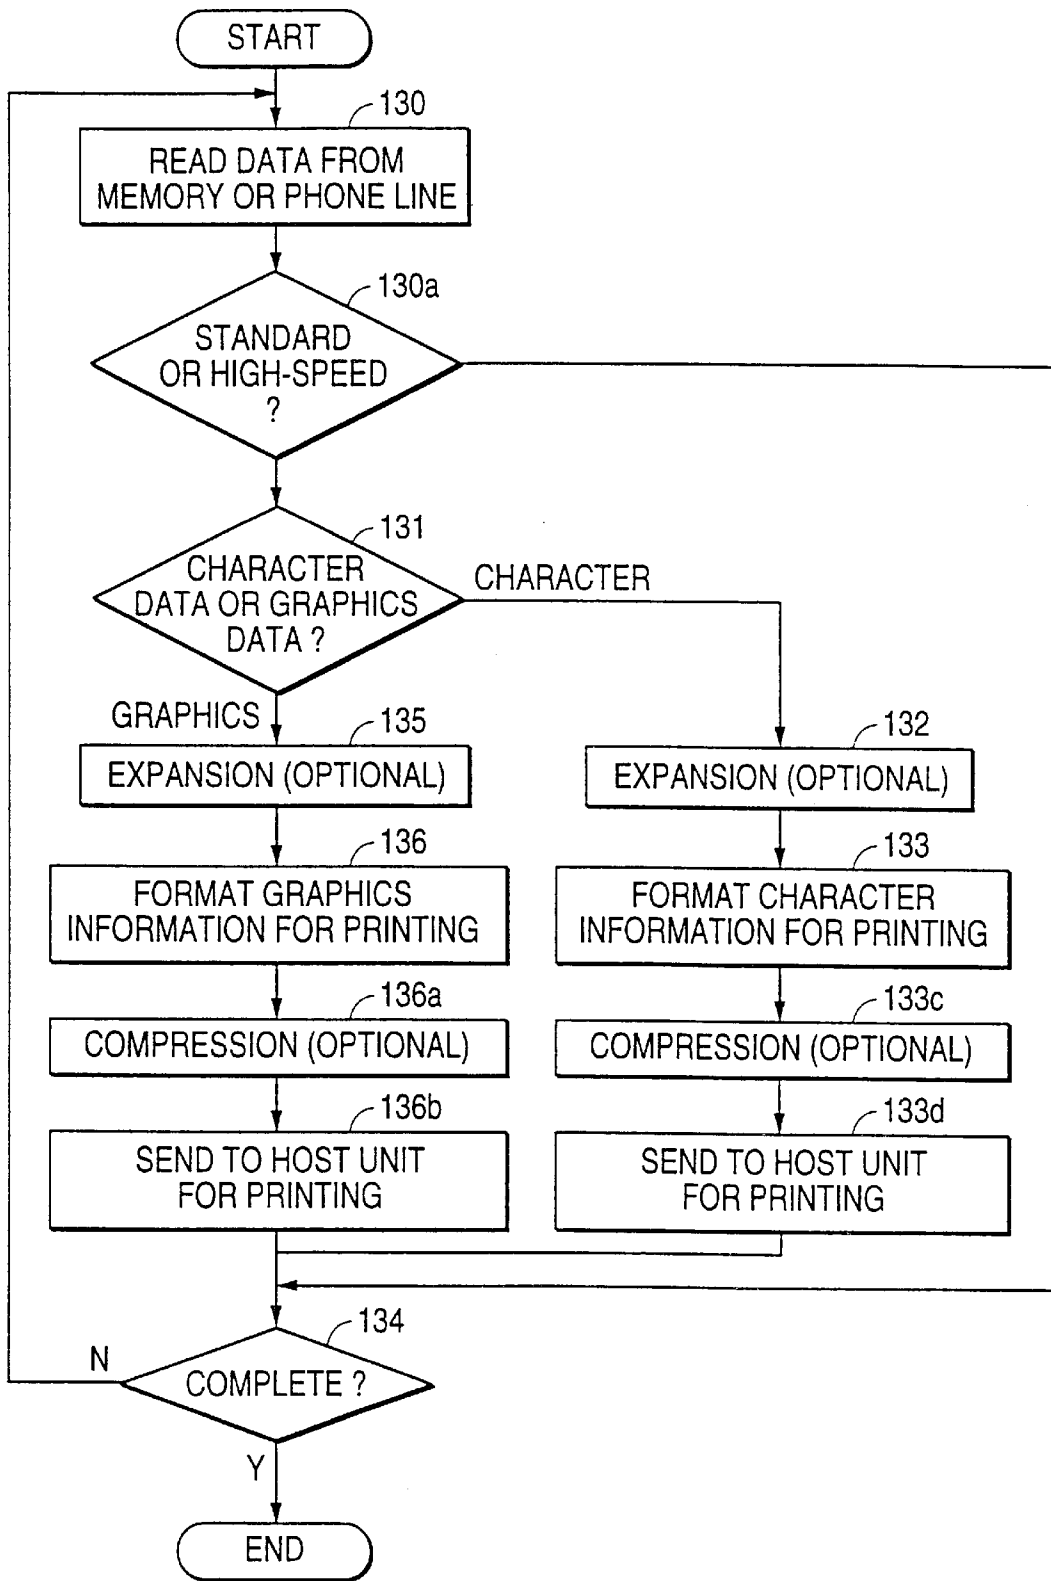 START
130
READ DATA FROM
MEMORY OR PHONE LINE
130a
STANDARD
OR HIGH-SPEED
?
131
CHARACTER
DATA OR GRAPHICS
DATA ?
CHARACTER
GRAPHICS
135
EXPANSION (OPTIONAL)
132
EXPANSION (OPTIONAL)
136
FORMAT GRAPHICS
INFORMATION FOR PRINTING
133
FORMAT CHARACTER
INFORMATION FOR PRINTING
136a
COMPRESSION (OPTIONAL)
133c
COMPRESSION (OPTIONAL)
136b
SEND TO HOST UNIT
FOR PRINTING
133d
SEND TO HOST UNIT
FOR PRINTING
134
N
COMPLETE ?
Y
END